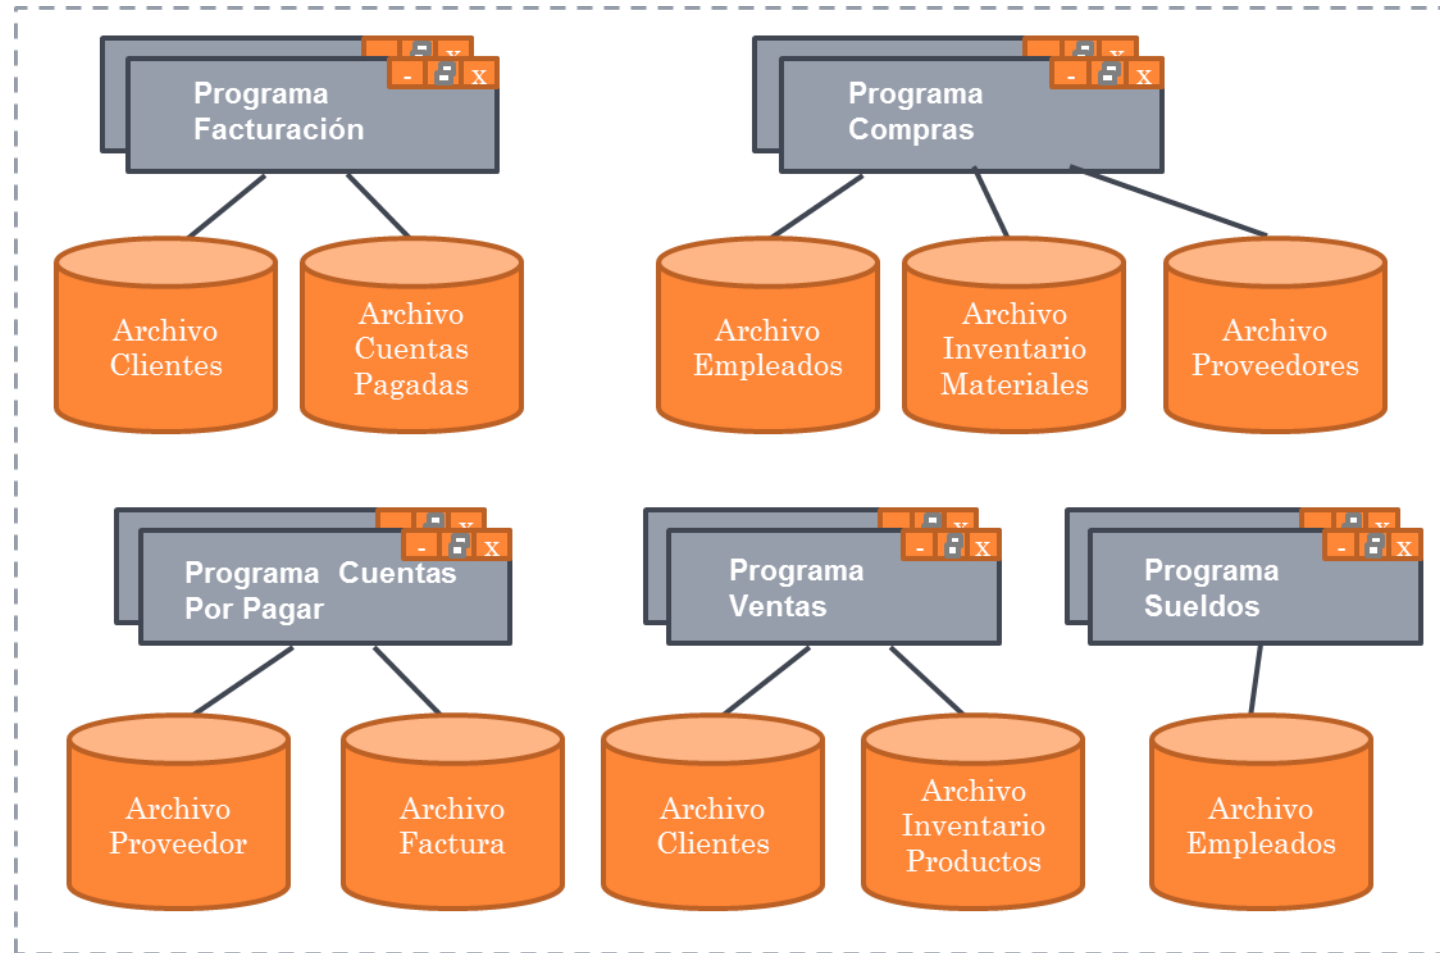 x
- x
Programa
Facturación
x
- x
Programa
Compras
Archivo
Clientes
Archivo
Cuentas
Pagadas
Archivo
Empleados
Archivo
Inventario
Materiales
Archivo
Proveedores
x
- x
Programa Cuentas
Por Pagar
x
- x
Programa
Ventas
x
- x
Programa
Sueldos
Archivo
Proveedor
Archivo
Factura
Archivo
Clientes
Archivo
Inventario
Productos
Archivo
Empleados